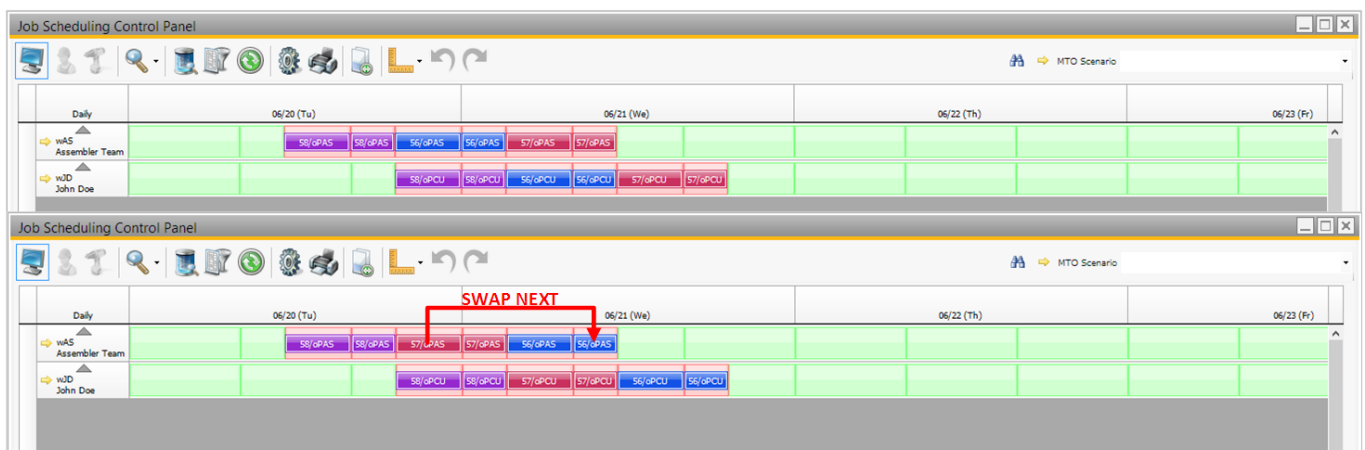 Job Scheduling Control Panel
MTO Scenario
Daily 06/20 (Tu) 06/21 (We) 06/22 (Th) 06/23 (Fr)
wAS 58/oPAS 58/oPAS 56/oPAS 56/oPAS 57/oPAS 57/oPAS
Assembler Team
wJD 58/oPCU 58/oPCU 56/oPCU 56/oPCU 57/oPCU 57/oPCU
John Doe
Job Scheduling Control Panel
MTO Scenario
SWAP NEXT
Daily 06/20 (Tu) 06/21 (We) 06/22 (Th) 06/23 (Fr)
wAS 58/oPAS 58/oPAS 57/oPAS 57/oPAS 56/oPAS 56/oPAS
Assembler Team
wJD 58/oPCU 58/oPCU 57/oPCU 57/oPCU 56/oPCU 56/oPCU
John Doe